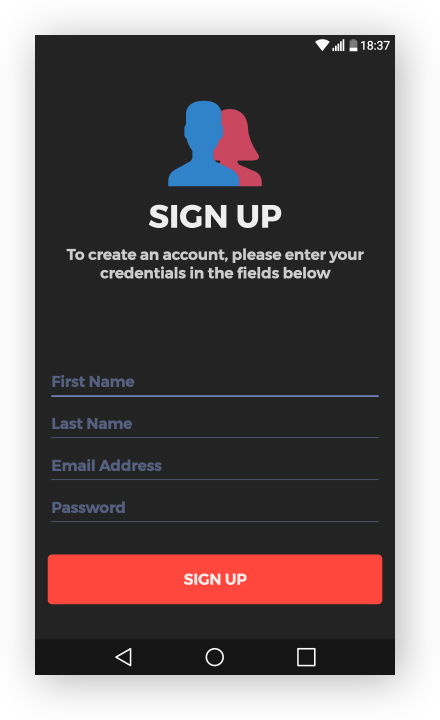 18:37
SIGN UP
To create an account, please enter your
credentials in the fields below
First Name
Last Name
Email Address
Password
SIGN UP